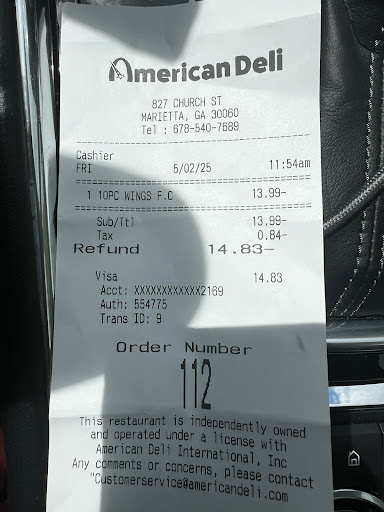 American Deli
827 CHURCH ST
MARIETTA, GA 30060
Tel : 678-540-7689
Cashier
FRI 5/02/25 11:54am
1 10PC WINGS F.C 13.99-
Sub/Ttl 13.99-
Tax 0.84-
Refund 14.83-
Visa 14.83
Acct: XXXXXXXXXXXX2169
Auth: 554775
Trans ID: 9
Order Number
112
This restaurant is independently owned
and operated under a license with
American Deli International, Inc
Any comments or concerns, please contact
"Customerservice@americandeli.com